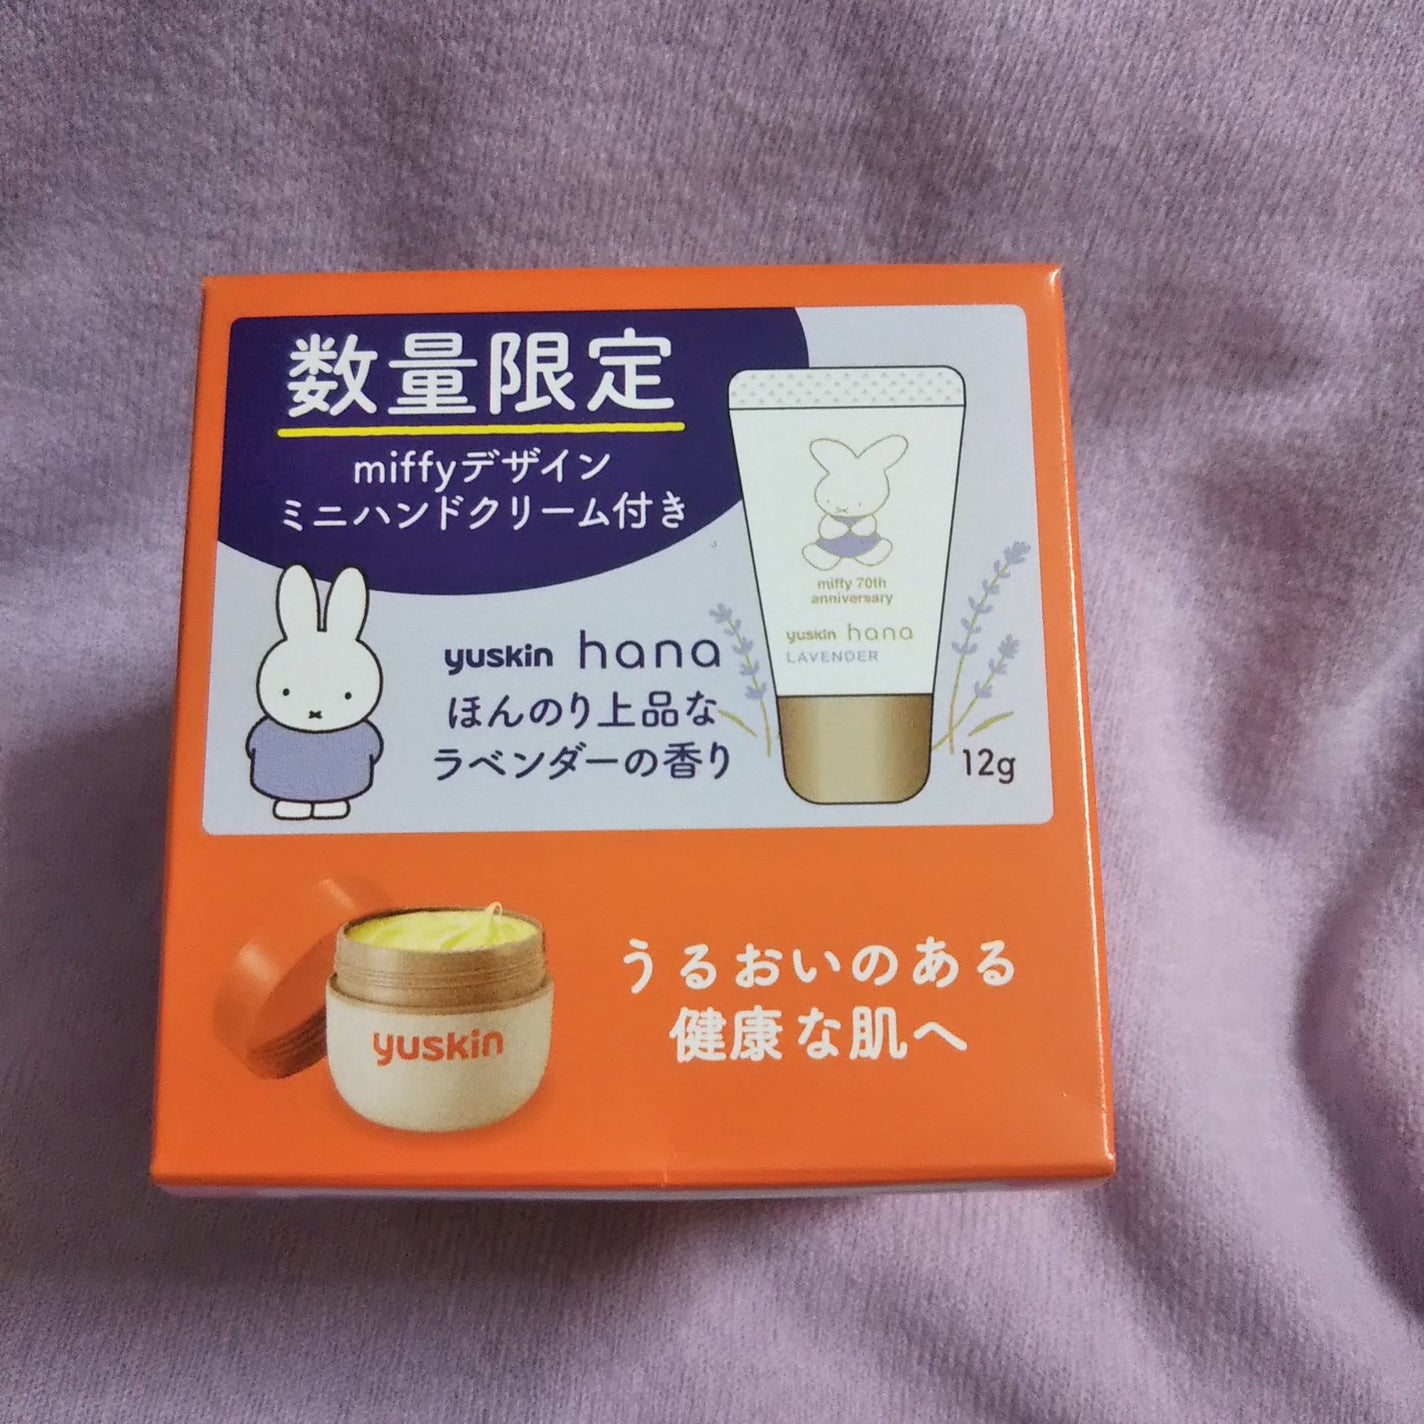 数量限定
miffyデザイン
ミニハンドクリーム付き
miffy 70th
anniversary
yuskin hana
LAVENDER
yuskin hana
ほんのり上品な
ラベンダーの香り
12g
yuskin
うるおいのある
健康な肌へ